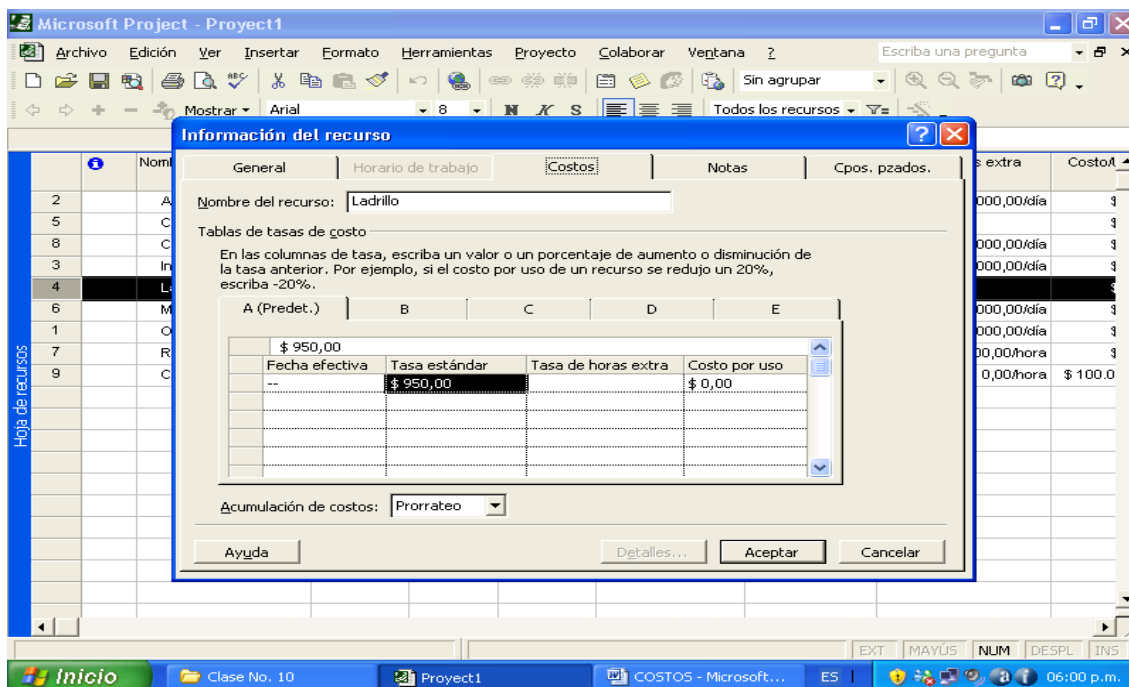 Microsoft Project - Proyect1
Archivo Edición Ver Insertar Formato Herramientas Proyecto Colaborar Ventana ? Escriba una pregunta
Sin agrupar
Mostrar Arial 8 N K S Todos los recursos
Información del recurso
General Horario de trabajo Costos Notas Cpos. pzados.
Nombre del recurso: Ladrillo
Tablas de tasas de costo
En las columnas de tasa, escriba un valor o un porcentaje de aumento o disminución de
la tasa anterior. Por ejemplo, si el costo por uso de un recurso se redujo un 20%,
escriba -20%.
A (Predet.) B C D E
$ 950,00
Fecha efectiva Tasa estándar Tasa de horas extra Costo por uso
-- $ 950,00 $ 0,00
Acumulación de costos: Prorrateo
Ayuda Detalles... Aceptar Cancelar
s extra
2 A 000,00/día $
5 C $
8 C 000,00/día $
3 In 000,00/día $
4 $
6 M 000,00/día $
1 O 000,00/día $
7 R 00,00/hora $
9 C 0,00/hora $ 100.0
Hoja de recursos
EXT MAYÚS NUM DESPL INS
Inicio Clase No. 10 Proyect1 COSTOS - Microsoft... ES 06:00 p.m.